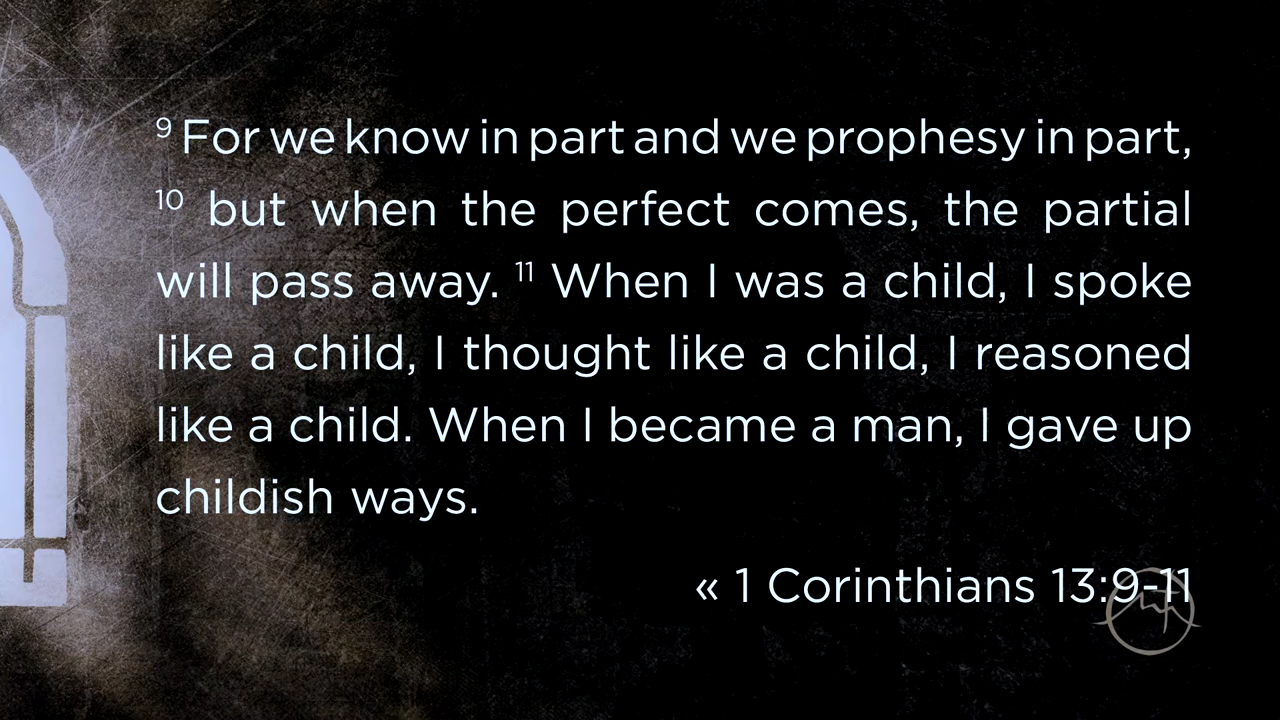 ⁹ For we know in part and we prophesy in part,
¹⁰ but when the perfect comes, the partial
will pass away. ¹¹ When I was a child, I spoke
like a child, I thought like a child, I reasoned
like a child. When I became a man, I gave up
childish ways.
« 1 Corinthians 13:9-11